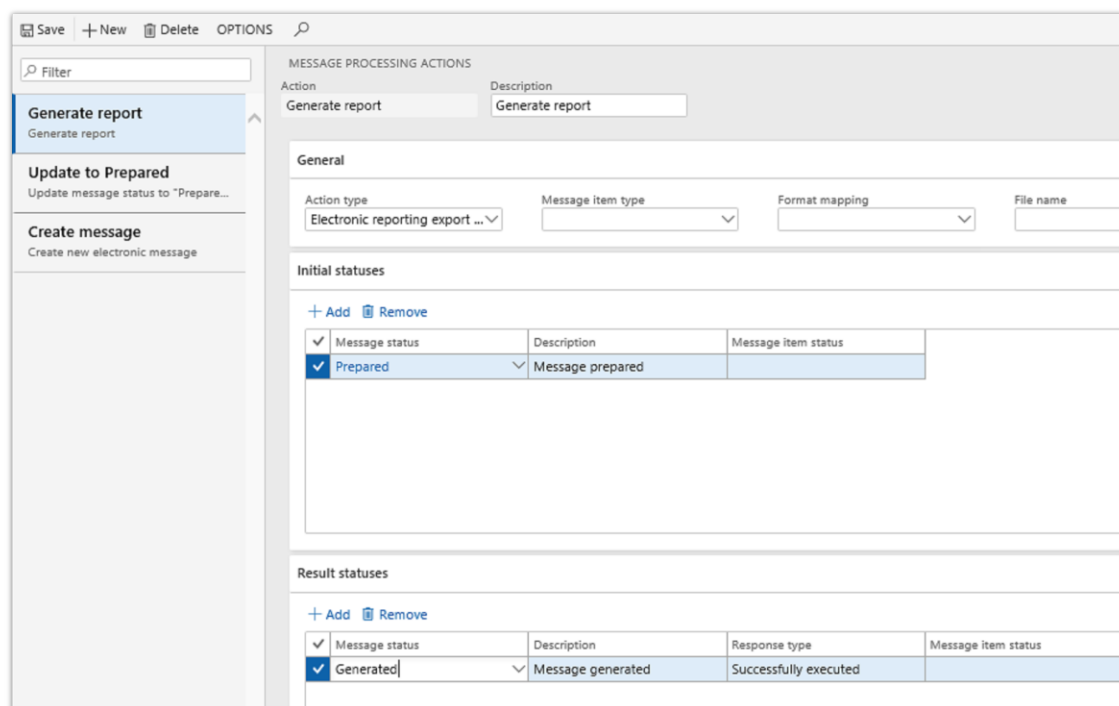 Save New Delete OPTIONS
Filter
Generate report
Generate report
Update to Prepared
Update message status to "Prepare...
Create message
Create new electronic message
MESSAGE PROCESSING ACTIONS
Action Description
Generate report Generate report
General
Action type Message item type Format mapping File name
Electronic reporting export ...
Initial statuses
Add Remove
Message status Description Message item status
Prepared Message prepared
Result statuses
Add Remove
Message status Description Response type Message item status
Generated Message generated Successfully executed